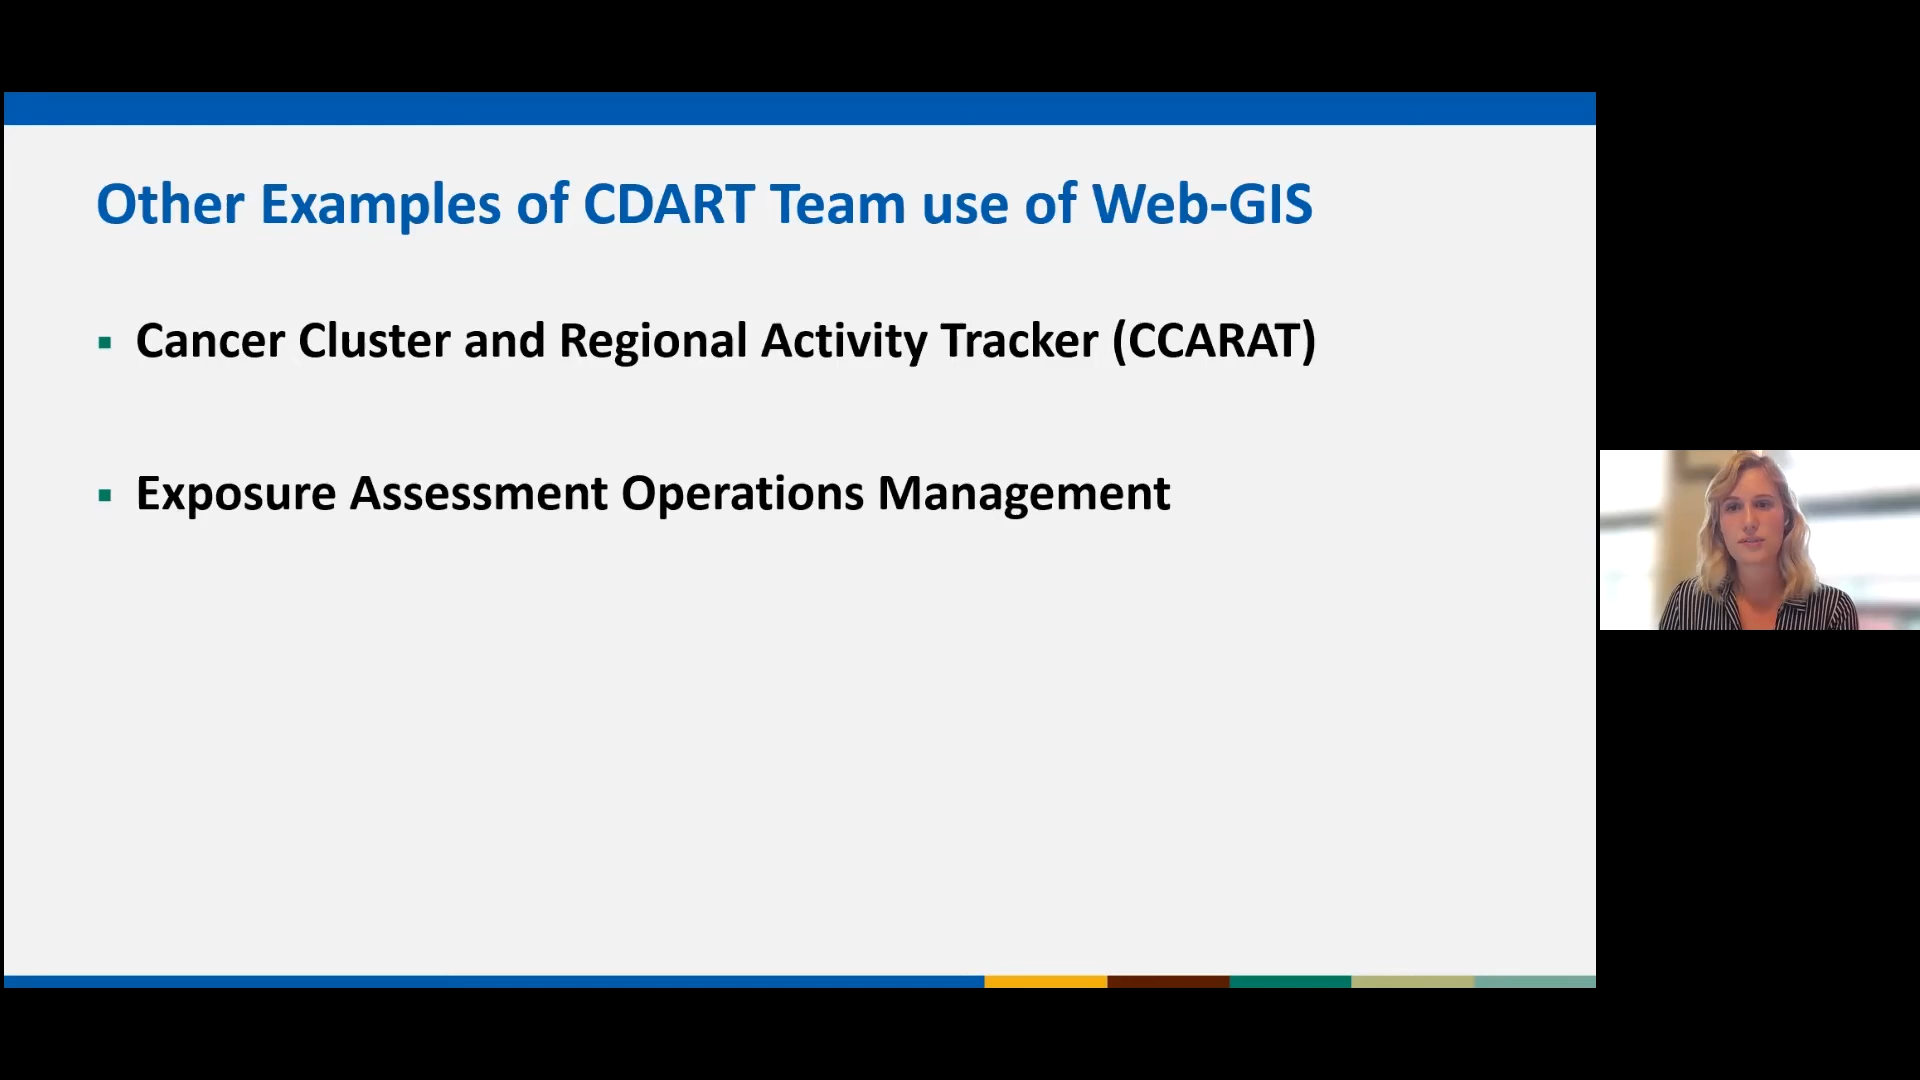 Other Examples of CDART Team use of Web-GIS
▪ Cancer Cluster and Regional Activity Tracker (CCARAT)
▪ Exposure Assessment Operations Management